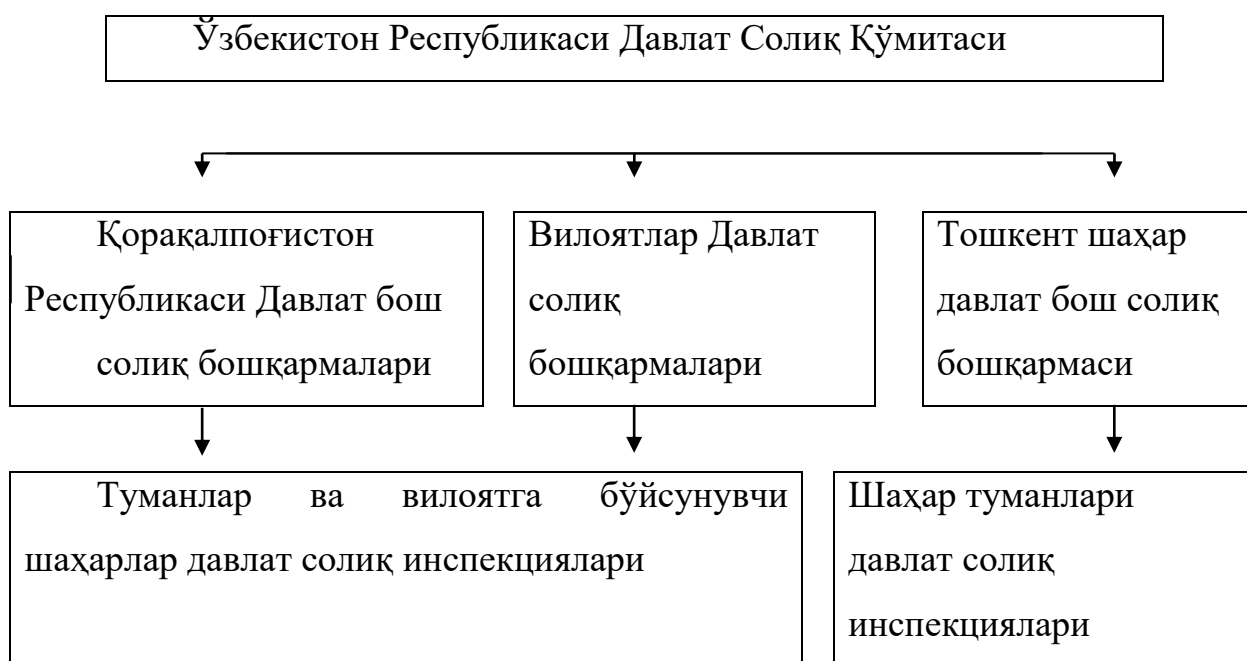 Ўзбекистон Республикаси Давлат Солиқ Қўмитаси
Қорақалпоғистон
Республикаси Давлат бош
солиқ бошқармалари
Вилоятлар Давлат
солиқ
бошқармалари
Тошкент шаҳар
давлат бош солиқ
бошқармаси
Туманлар ва вилоятга бўйсунувчи
шаҳарлар давлат солиқ инспекциялари
Шаҳар туманлари
давлат солиқ
инспекциялари